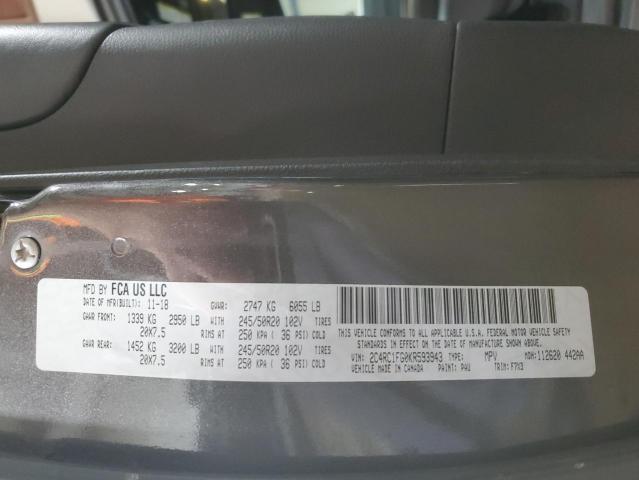 MFD BY FCA US LLC
DATE OF MFR(BUILT): 11-18 GVWR: 2747 KG 6055 LB
GAWR FRONT: 1339 KG 2950 LB WITH 245/50R20 102V TIRES
20X7.5 RIMS AT 250 KPA ( 36 PSI) COLD
GAWR REAR: 1452 KG 3200 LB WITH 245/50R20 102V TIRES
20X7.5 RIMS AT 250 KPA ( 36 PSI) COLD
THIS VEHICLE CONFORMS TO ALL APPLICABLE U.S.A. FEDERAL MOTOR VEHICLE SAFETY
STANDARDS IN EFFECT ON THE DATE OF MANUFACTURE SHOWN ABOVE.
VIN: 2C4RC1FG0KR593943 TYPE: MPV MDH: 112620 442AA
VEHICLE MADE IN CANADA PAINT: PAU TRIM: F7X3